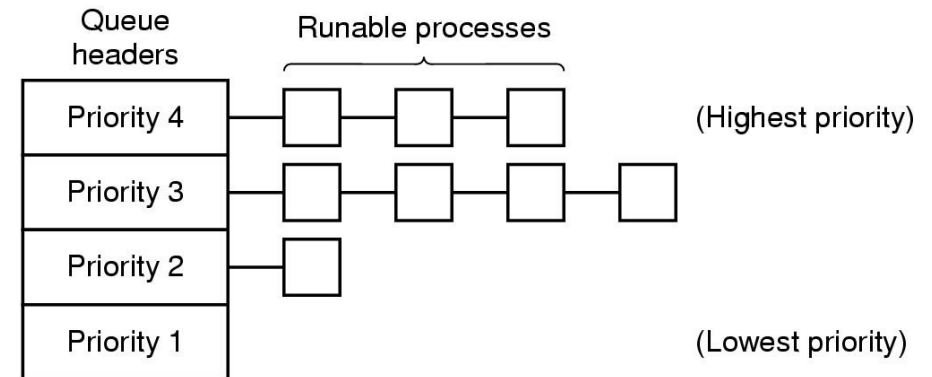 Queue
headers
Runable processes
Priority 4
(Highest priority)
Priority 3
Priority 2
Priority 1
(Lowest priority)